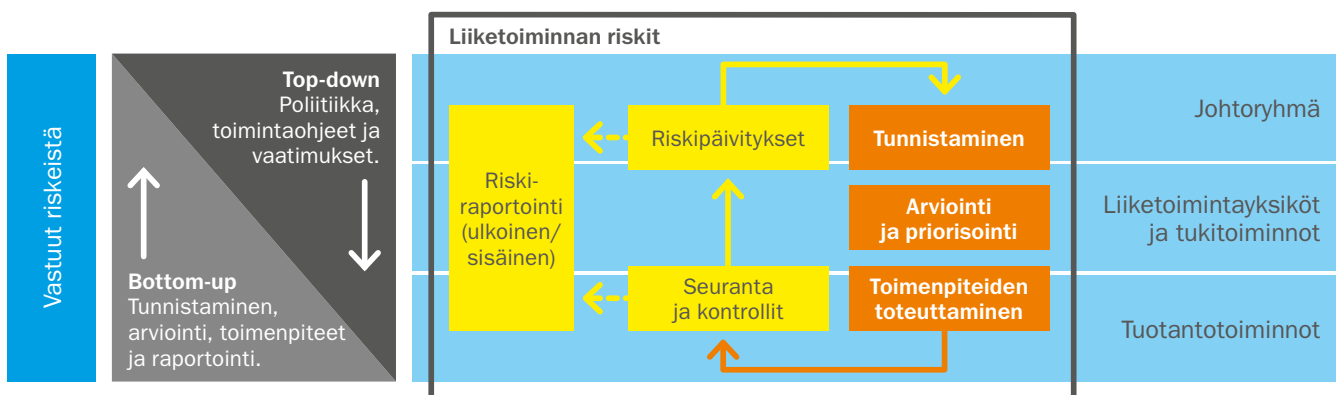 Vastuut riskeistä
Top-down
Poliitiikka,
toimintaohjeet ja
vaatimukset.
Bottom-up
Tunnistaminen,
arviointi, toimenpiteet
ja raportointi.
Liiketoiminnan riskit
Riski-
raportointi
(ulkoinen/
sisäinen)
Riskipäivitykset
Tunnistaminen
Arviointi
ja priorisointi
Seuranta
ja kontrollit
Toimenpiteiden
toteuttaminen
Johtoryhmä
Liiketoimintayksiköt
ja tukitoiminnot
Tuotantotoiminnot